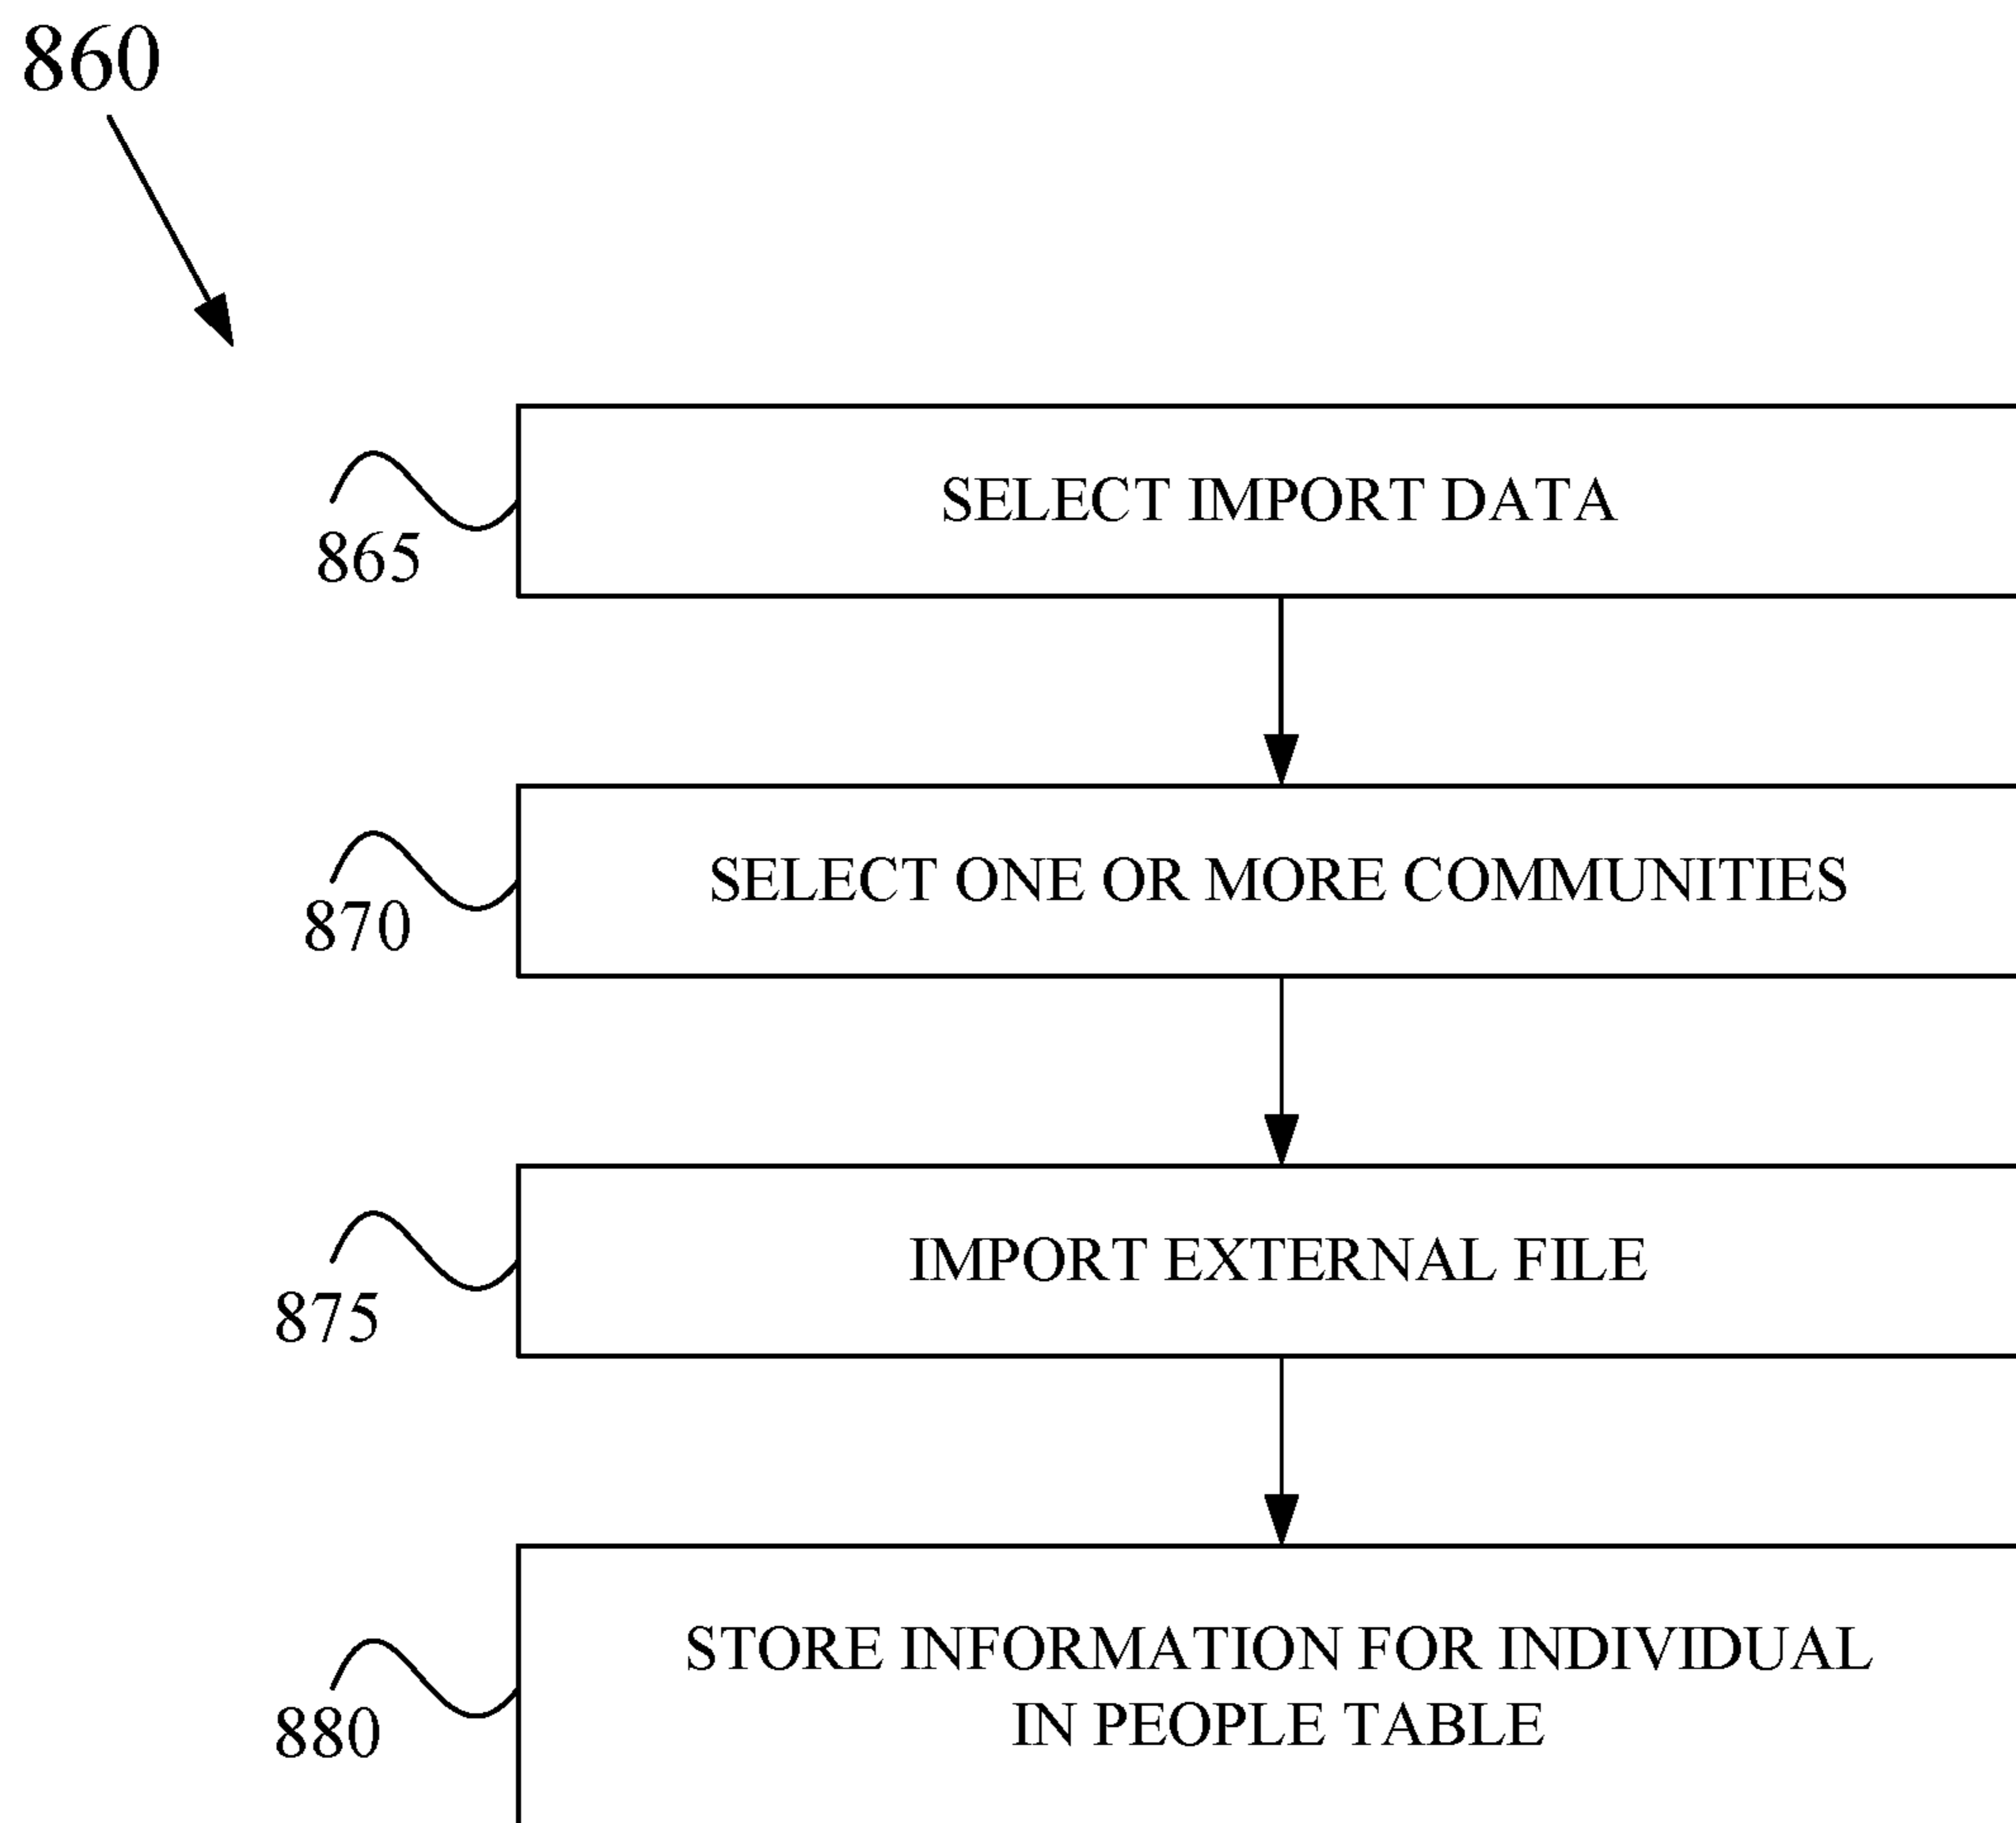 860
SELECT IMPORT DATA
865
SELECT ONE OR MORE COMMUNITIES
870
IMPORT EXTERNAL FILE
875
STORE INFORMATION FOR INDIVIDUAL
IN PEOPLE TABLE
880